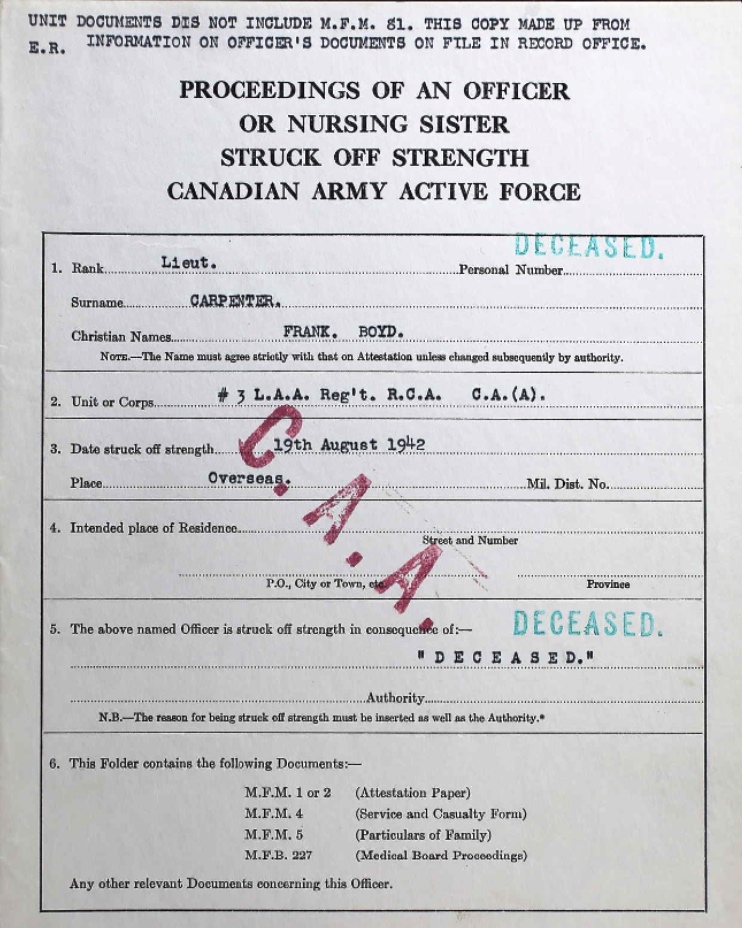 UNIT DOCUMENTS DIS NOT INCLUDE M.F.M. 81. THIS COPY MADE UP FROM
E.R. INFORMATION ON OFFICER'S DOCUMENTS ON FILE IN RECORD OFFICE.
PROCEEDINGS OF AN OFFICER
OR NURSING SISTER
STRUCK OFF STRENGTH
CANADIAN ARMY ACTIVE FORCE
DECEASED.
1. Rank Lieut. Personal Number
Surname CARPENTER.
Christian Names FRANK. BOYD.
NOTE.—The Name must agree strictly with that on Attestation unless changed subsequently by authority.
2. Unit or Corps # 3 L.A.A. Reg't. R.C.A. C.A.(A).
3. Date struck off strength 19th August 1942
Place Overseas. Mil. Dist. No.
C.A.A.
4. Intended place of Residence
Street and Number
P.O., City or Town, etc. Province
5. The above named Officer is struck off strength in consequence of:— DECEASED.
"DECEASED."
Authority
N.B.—The reason for being struck off strength must be inserted as well as the Authority.*
6. This Folder contains the following Documents:—
M.F.M. 1 or 2 (Attestation Paper)
M.F.M. 4 (Service and Casualty Form)
M.F.M. 5 (Particulars of Family)
M.F.B. 227 (Medical Board Proceedings)
Any other relevant Documents concerning this Officer.